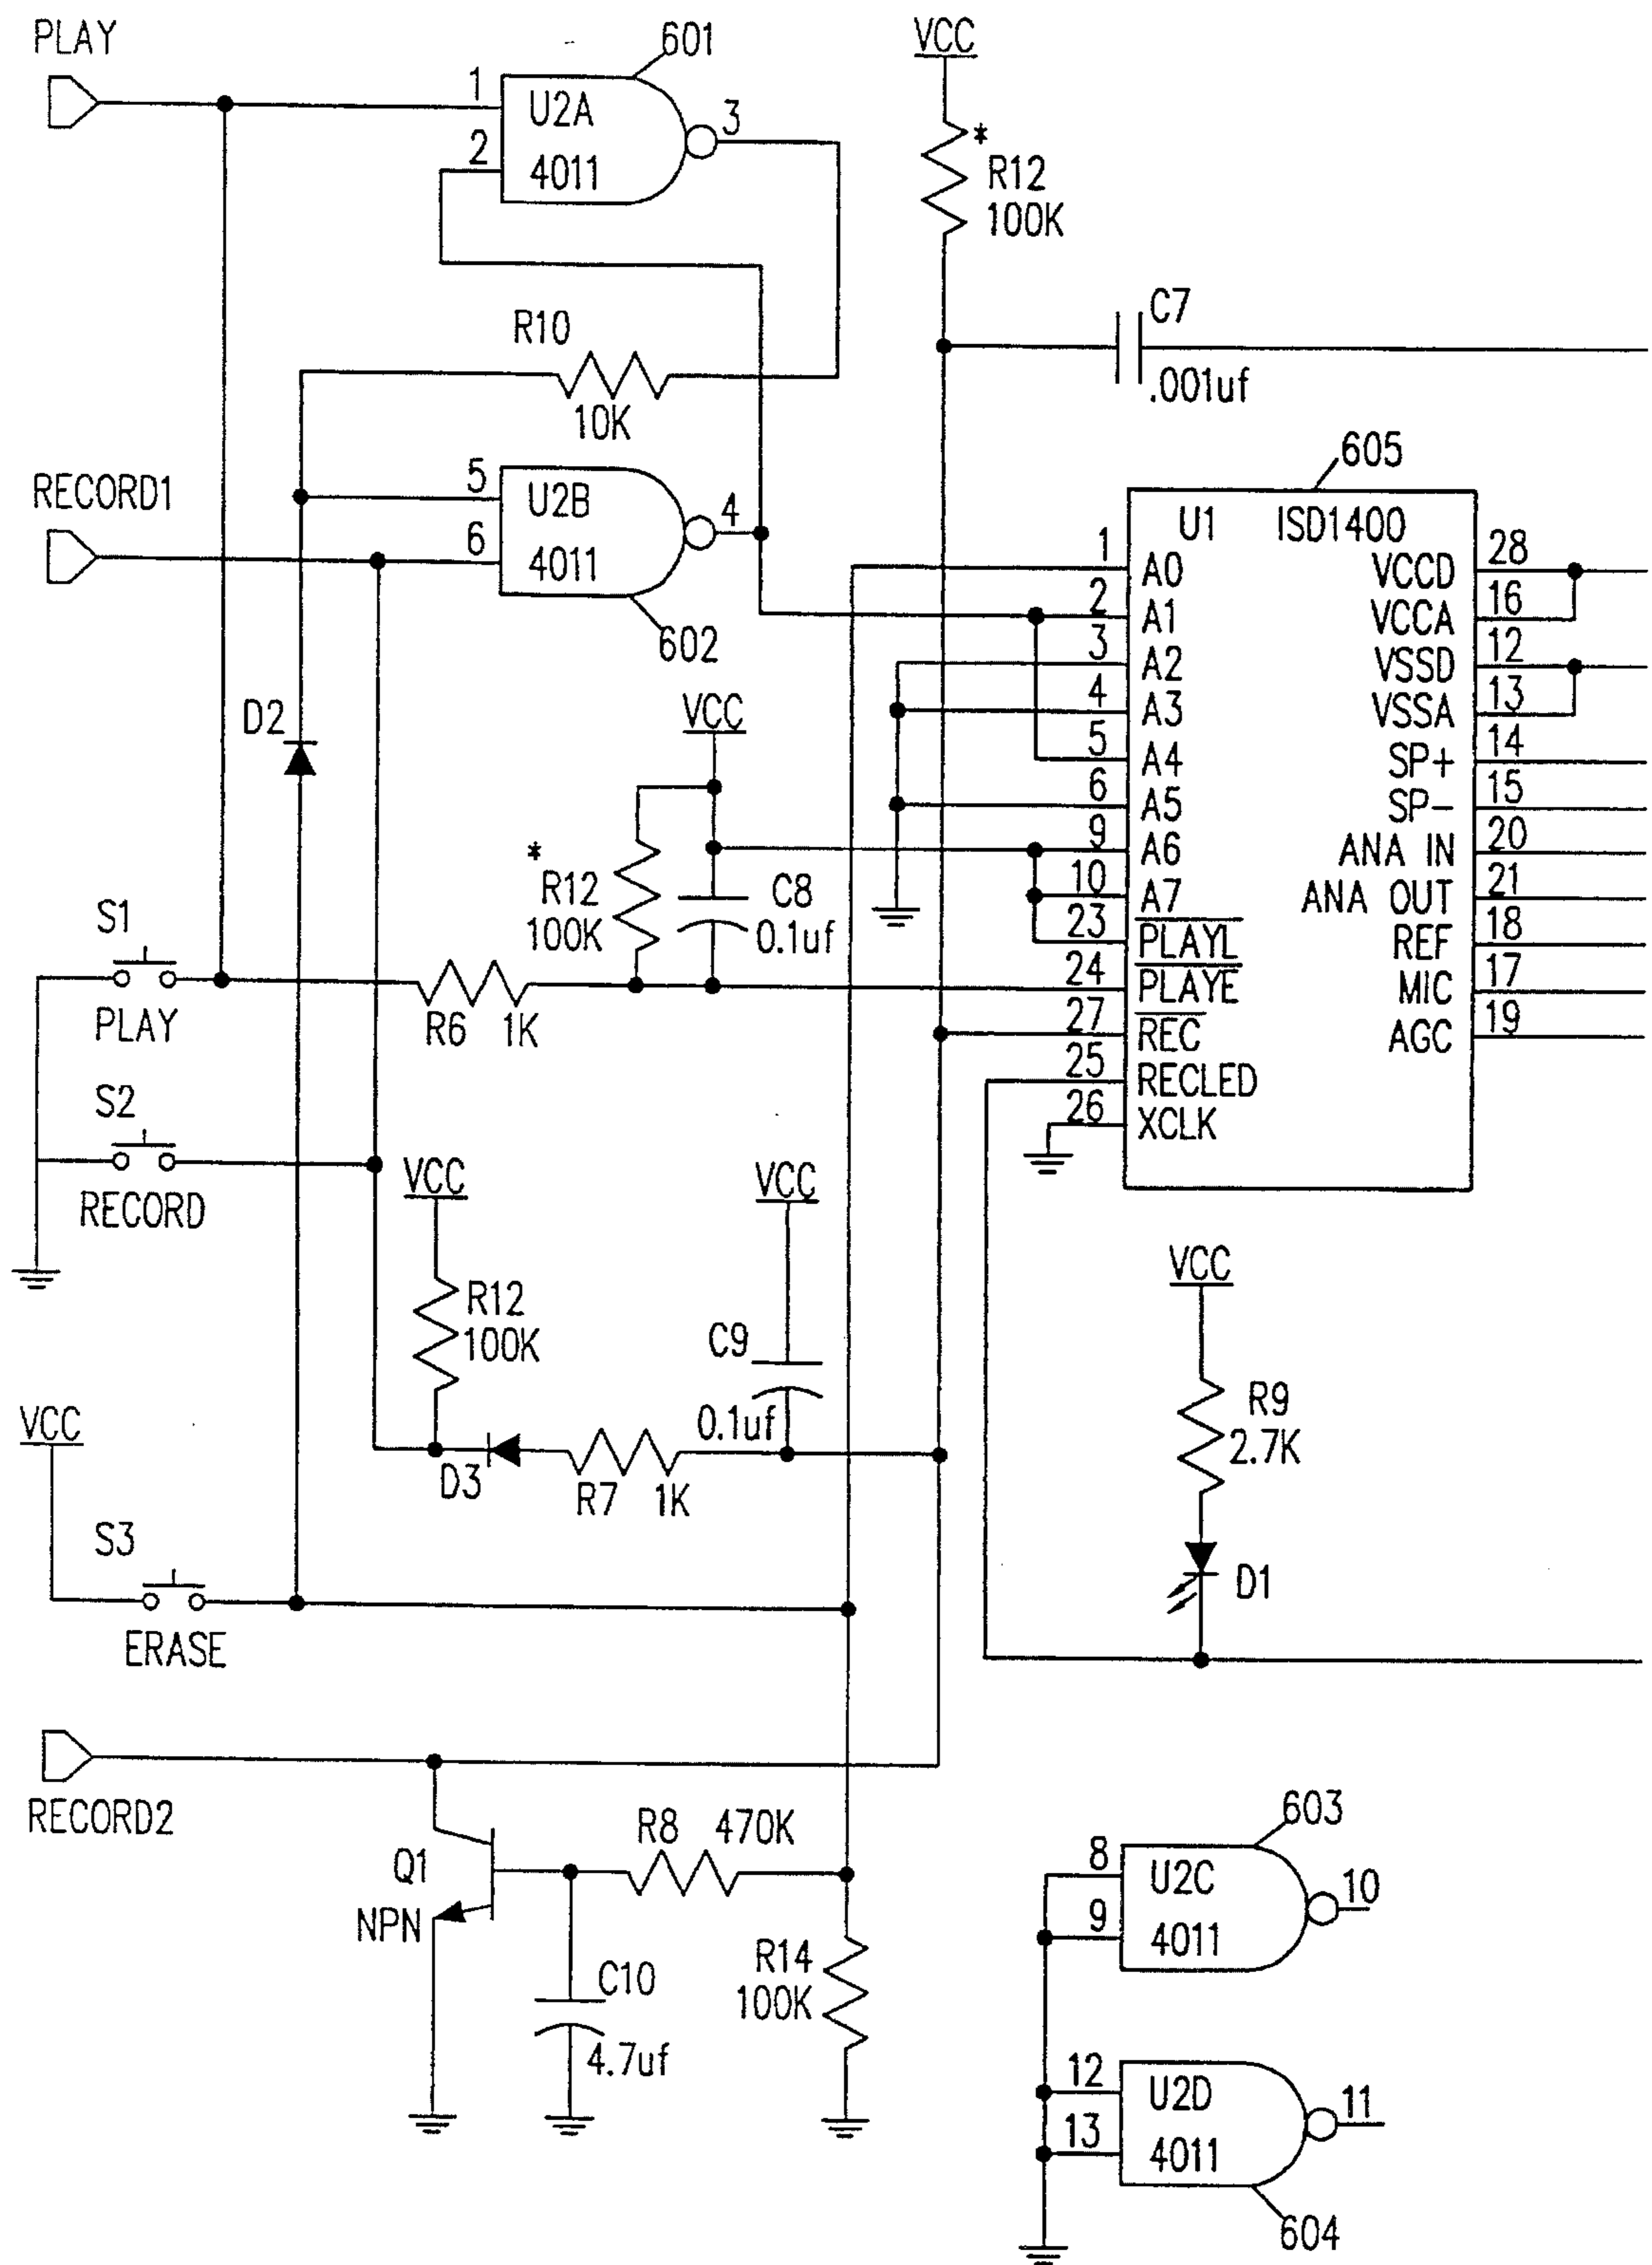 PLAY
601
VCC
1
U2A
3
2
4011
*
R12
100K
C7
.001uf
R10
10K
605
RECORD1
5
U2B
4
6
4011
602
U1 ISD1400
1 A0
2 A1
3 A2
4 A3
5 A4
6 A5
9 A6
10 A7
23 PLAYL
24 PLAYE
27 REC
25 RECLED
26 XCLK
VCCD 28
VCCA 16
VSSD 12
VSSA 13
SP+ 14
SP- 15
ANA IN 20
ANA OUT 21
REF 18
MIC 17
AGC 19
D2
VCC
*
R12
100K
C8
0.1uf
S1
PLAY
R6 1K
S2
RECORD
VCC
R12
100K
VCC
C9
0.1uf
VCC
R9
2.7K
D1
D3
R7 1K
VCC
S3
ERASE
RECORD2
R8 470K
Q1
NPN
C10
4.7uf
R14
100K
603
8
U2C
10
9
4011
12
U2D
11
13
4011
604